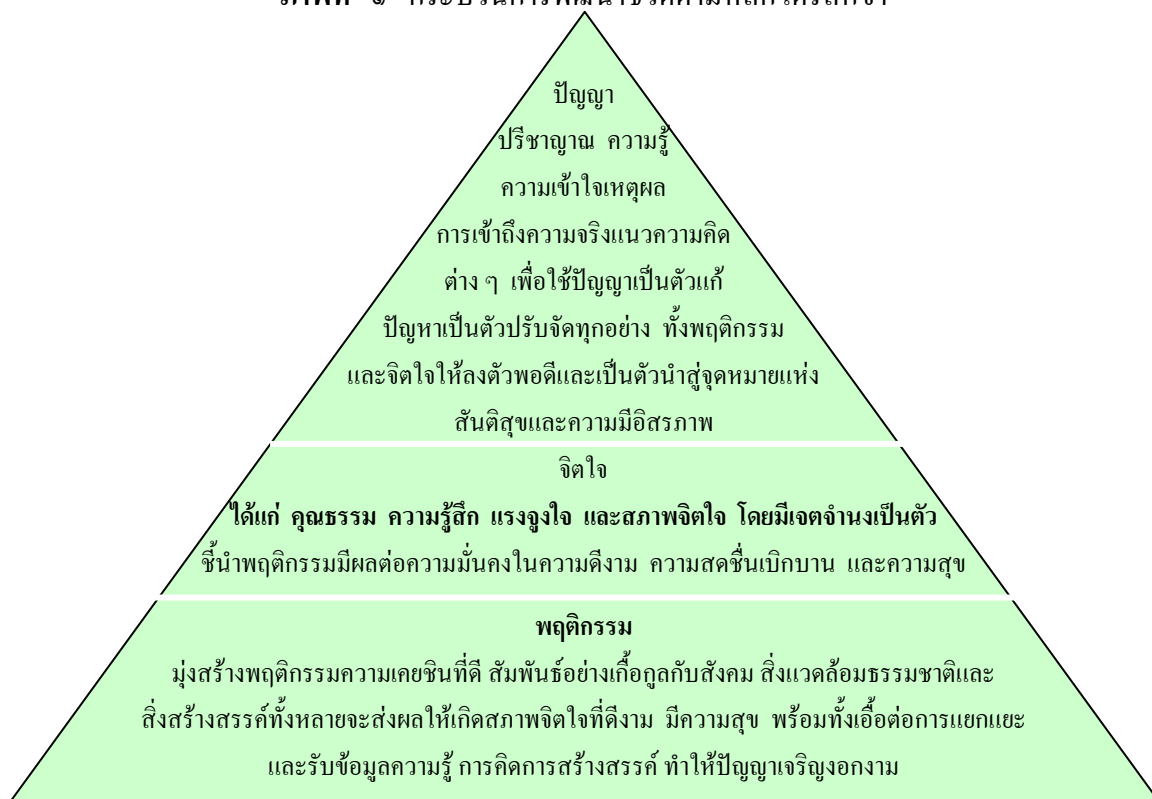 ปัญญา
ปรีชาญาณ ความรู้
ความเข้าใจเหตุผล
การเข้าถึงความจริงแนวความคิด
ต่าง ๆ เพื่อใช้ปัญญาเป็นตัวแก้
ปัญหาเป็นตัวปรับจัดทุกอย่าง ทั้งพฤติกรรม
และจิตใจให้ลงตัวพอดีและเป็นตัวนำสู่จุดหมายแห่ง
สันติสุขและความมีอิสรภาพ
จิตใจ
ได้แก่ คุณธรรม ความรู้สึก แรงจูงใจ และสภาพจิตใจ โดยมีเจตจำนงเป็นตัว
ชี้นำพฤติกรรมมีผลต่อความมั่นคงในความดีงาม ความสดชื่นเบิกบาน และความสุข
พฤติกรรม
มุ่งสร้างพฤติกรรมความเคยชินที่ดี สัมพันธ์อย่างเกื้อกูลกับสังคม สิ่งแวดล้อมธรรมชาติและ
สิ่งสร้างสรรค์ทั้งหลายจะส่งผลให้เกิดสภาพจิตใจที่ดีงาม มีความสุข พร้อมทั้งเอื้อต่อการแยกแยะ
และรับข้อมูลความรู้ การคิดการสร้างสรรค์ ทำให้ปัญญาเจริญงอกงาม